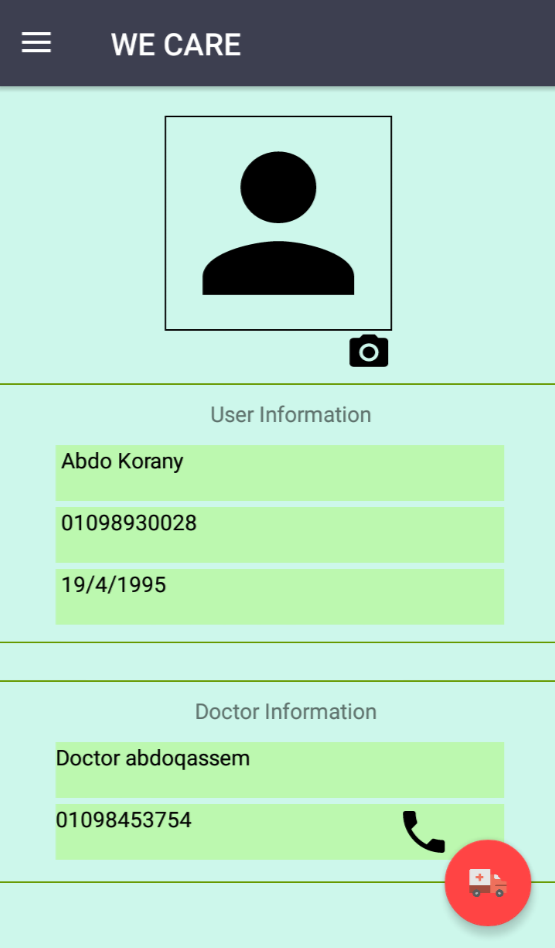 WE CARE
User Information
Abdo Korany
01098930028
19/4/1995
Doctor Information
Doctor abdoqassem
01098453754